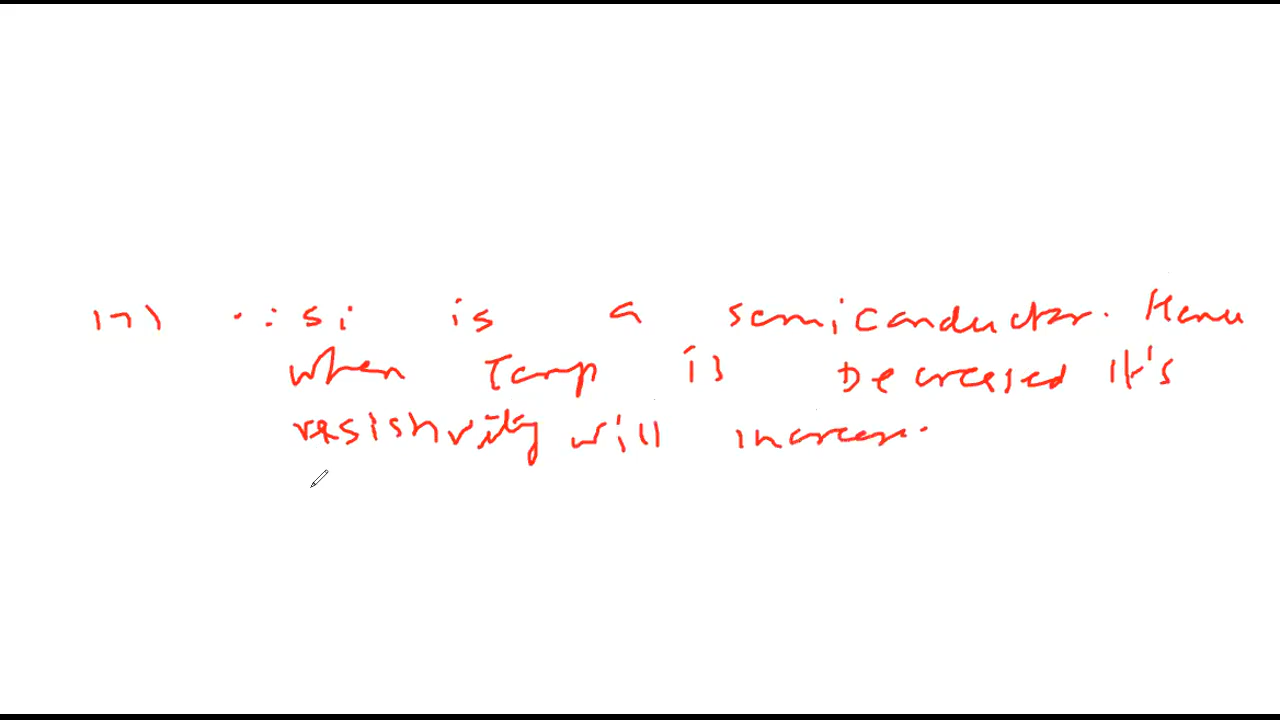 17) ∵ Si is a semiconductor. Hence
when Temp is Decreased It's
resistivity will increase.